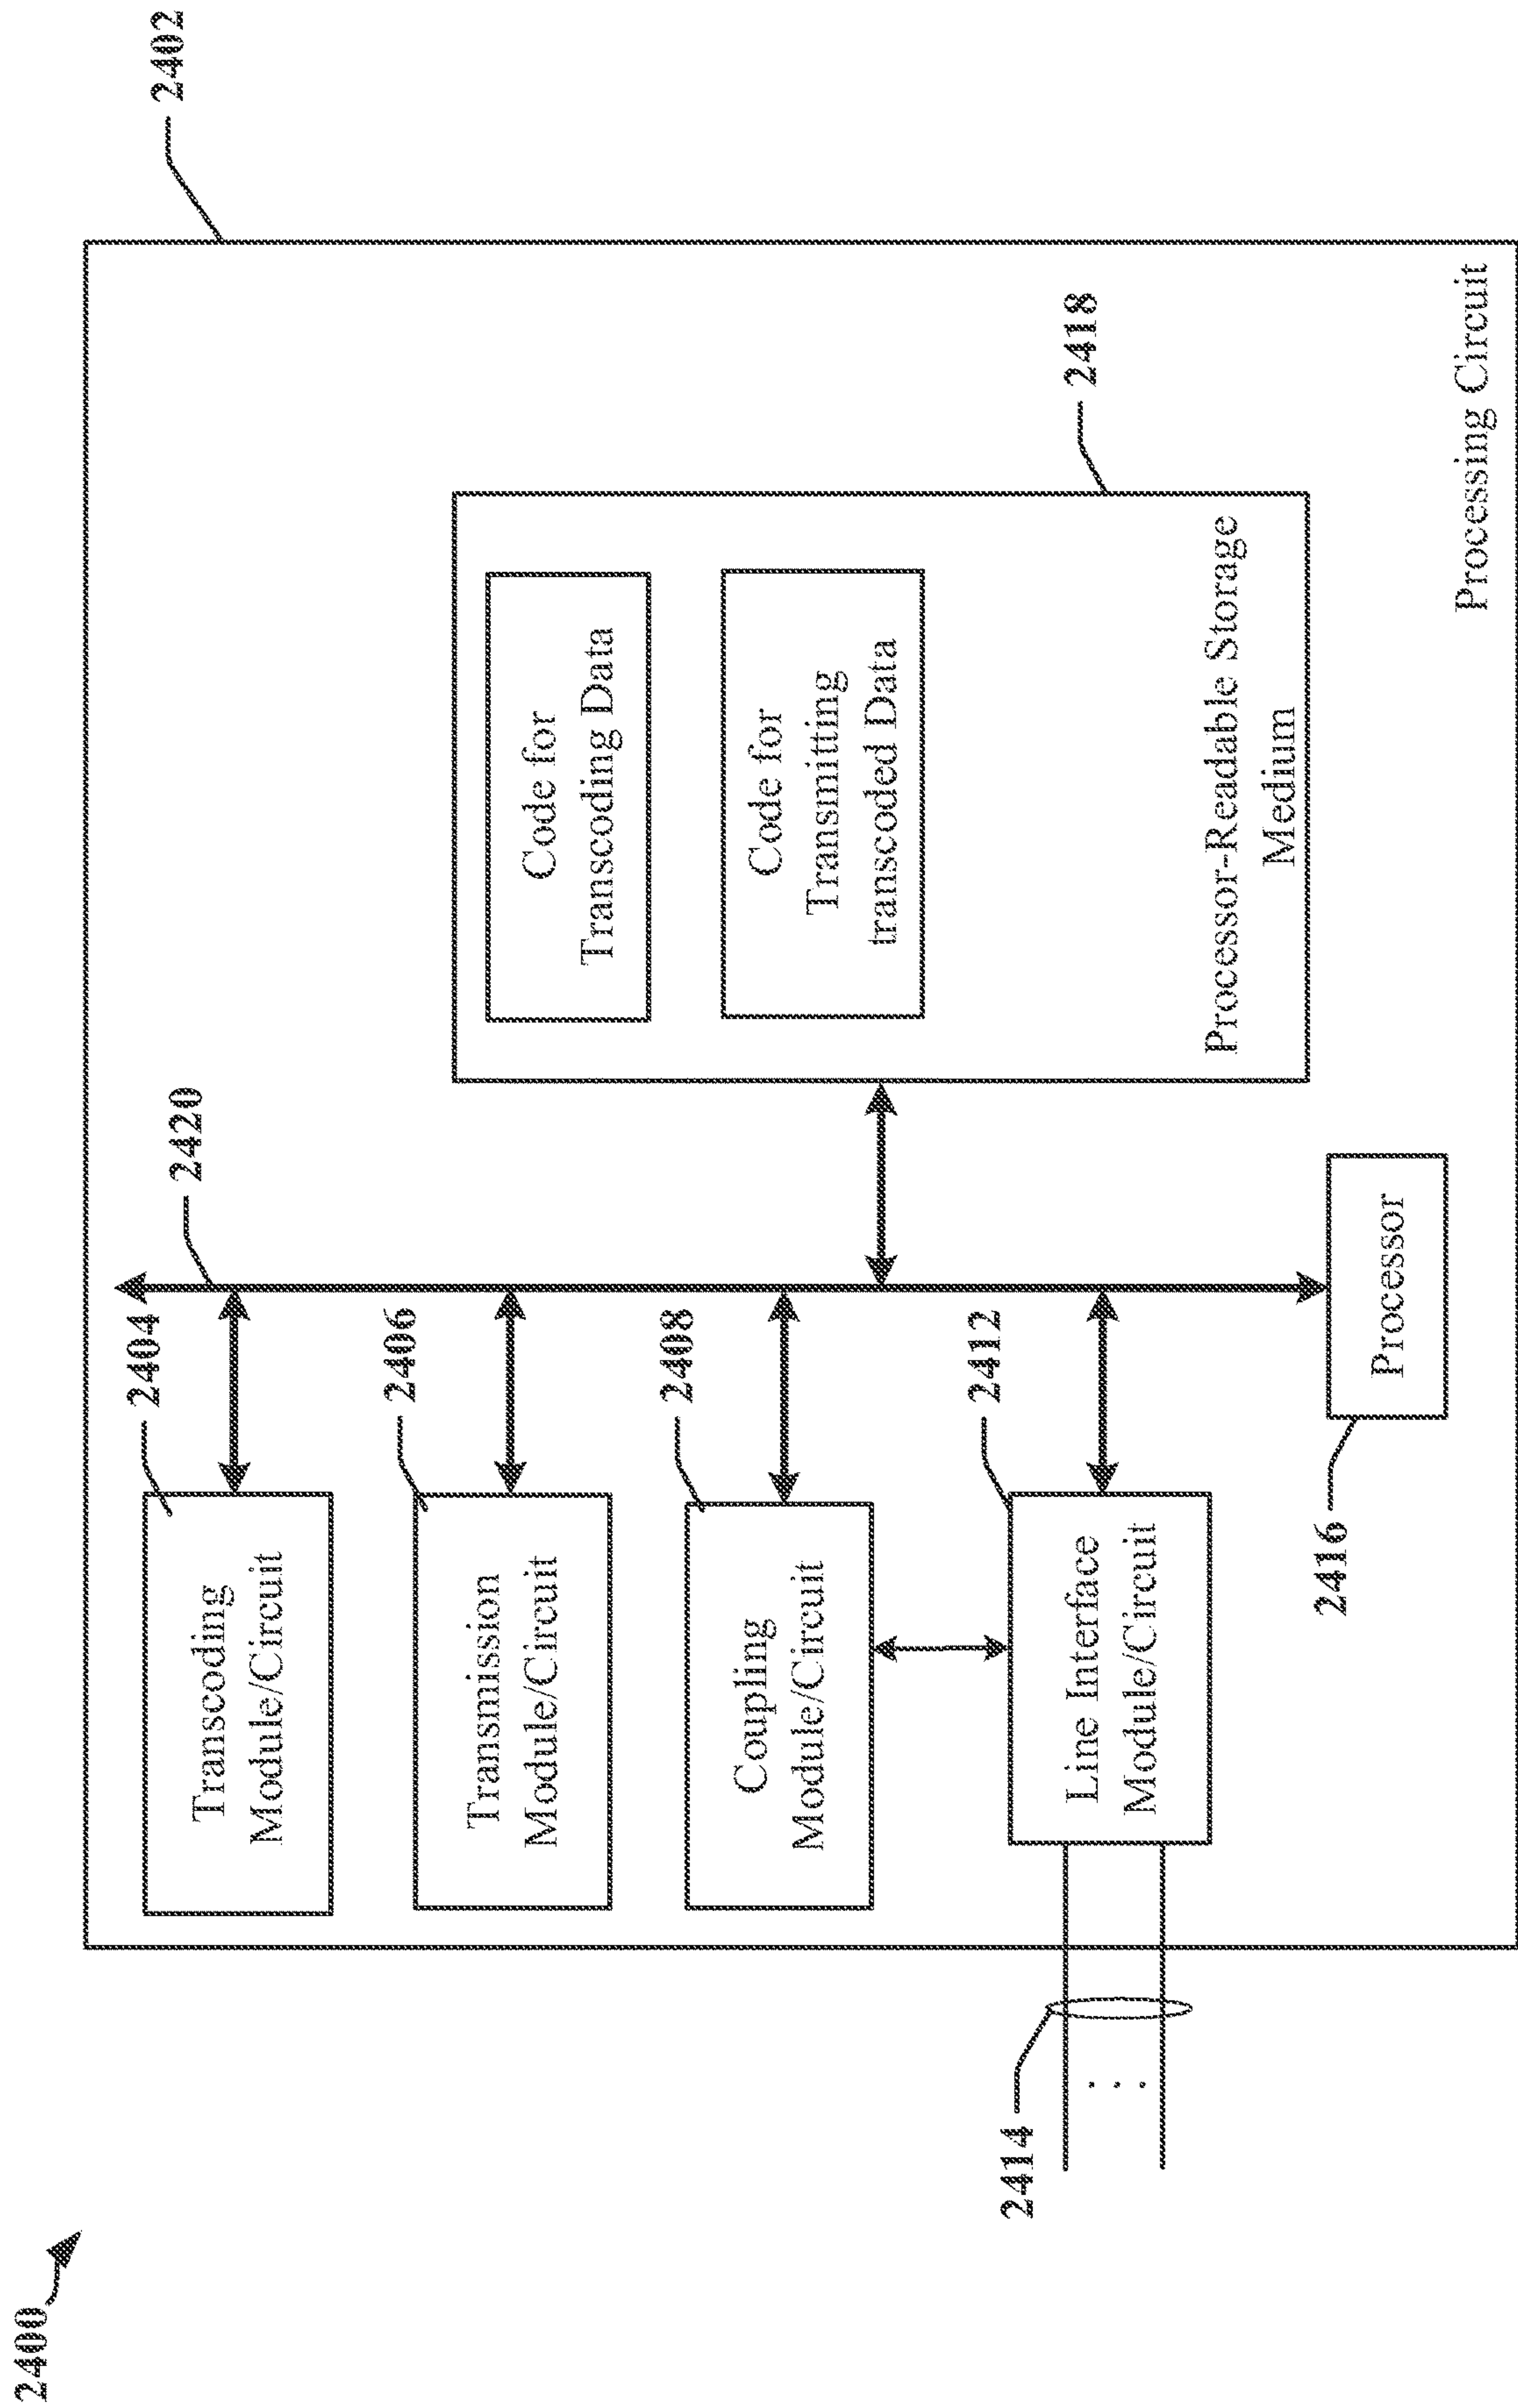 2400
2402
2420
2404
Transcoding
Module/Circuit
2406
Transmission
Module/Circuit
2408
Coupling
Module/Circuit
2412
Line Interface
Module/Circuit
2414
...
2416
Processor
2418
Code for
Transcoding Data
Code for
Transmitting
transcoded Data
Processor-Readable Storage
Medium
Processing Circuit